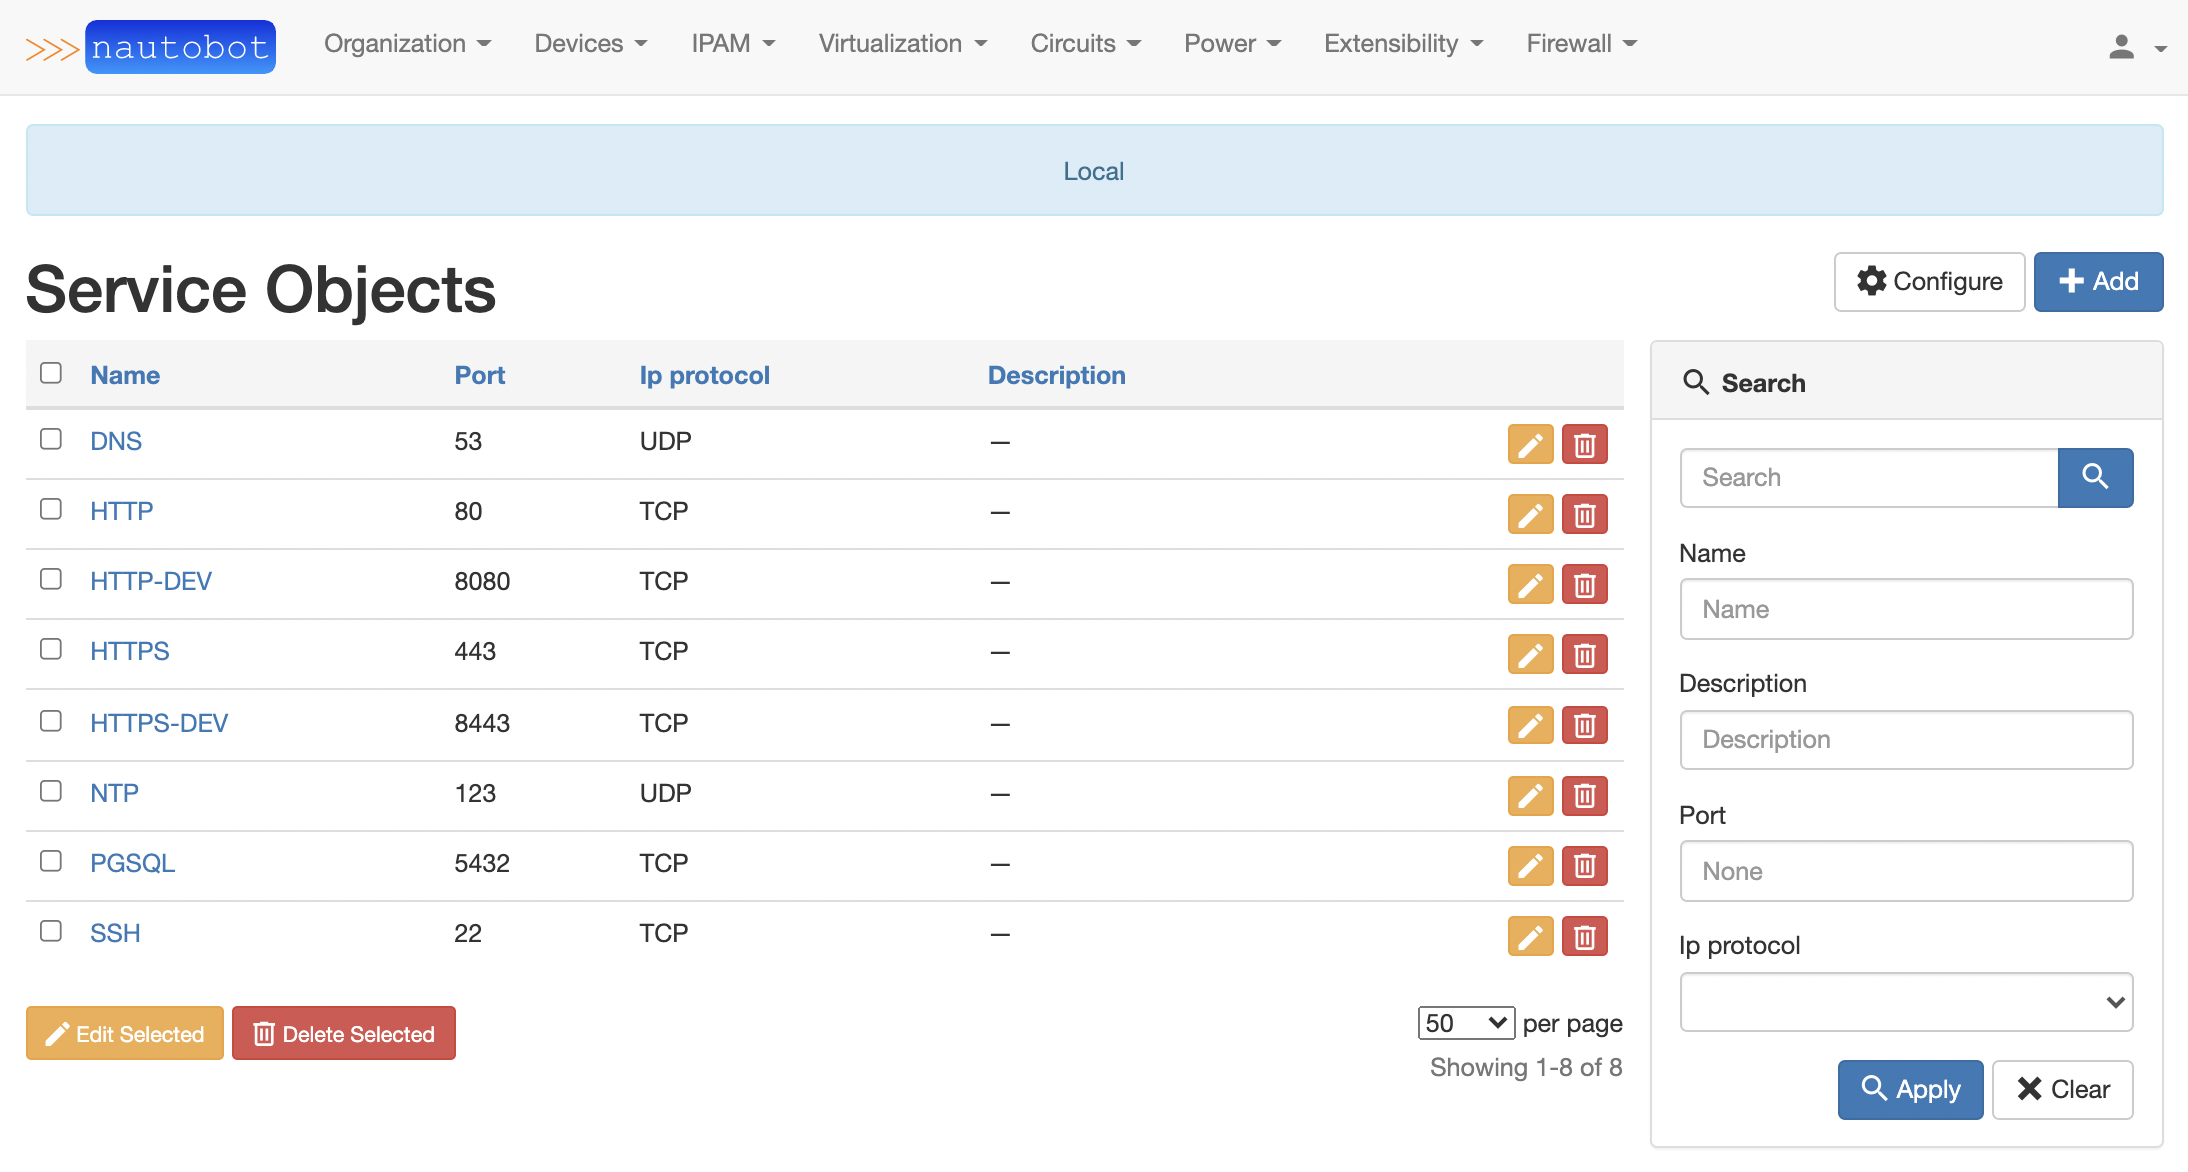 >>> nautobot Organization Devices IPAM Virtualization Circuits Power Extensibility Firewall
Local
Service Objects
Configure
Add
Name Port Ip protocol Description
DNS 53 UDP —
HTTP 80 TCP —
HTTP-DEV 8080 TCP —
HTTPS 443 TCP —
HTTPS-DEV 8443 TCP —
NTP 123 UDP —
PGSQL 5432 TCP —
SSH 22 TCP —
Edit Selected Delete Selected
50 per page
Showing 1-8 of 8
Search
Search
Name
Name
Description
Description
Port
None
Ip protocol
Apply Clear